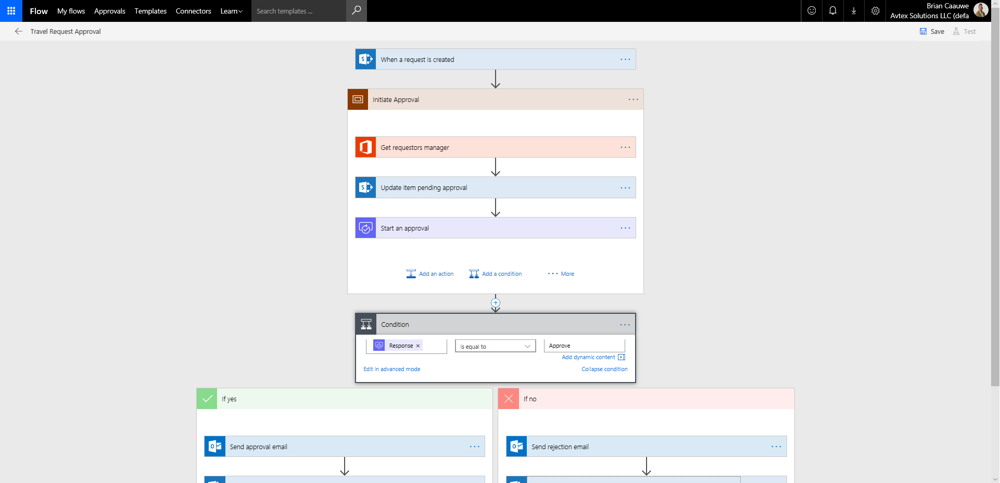 Flow My flows Approvals Templates Connectors Learn Search templates ... Brian Caauwe
Avtex Solutions LLC (defa
Travel Request Approval Save Test
When a request is created
Initiate Approval
Get requestors manager
Update item pending approval
Start an approval
Add an action Add a condition More
Condition
Response is equal to Approve
Add dynamic content
Edit in advanced mode Collapse condition
If yes If no
Send approval email Send rejection email